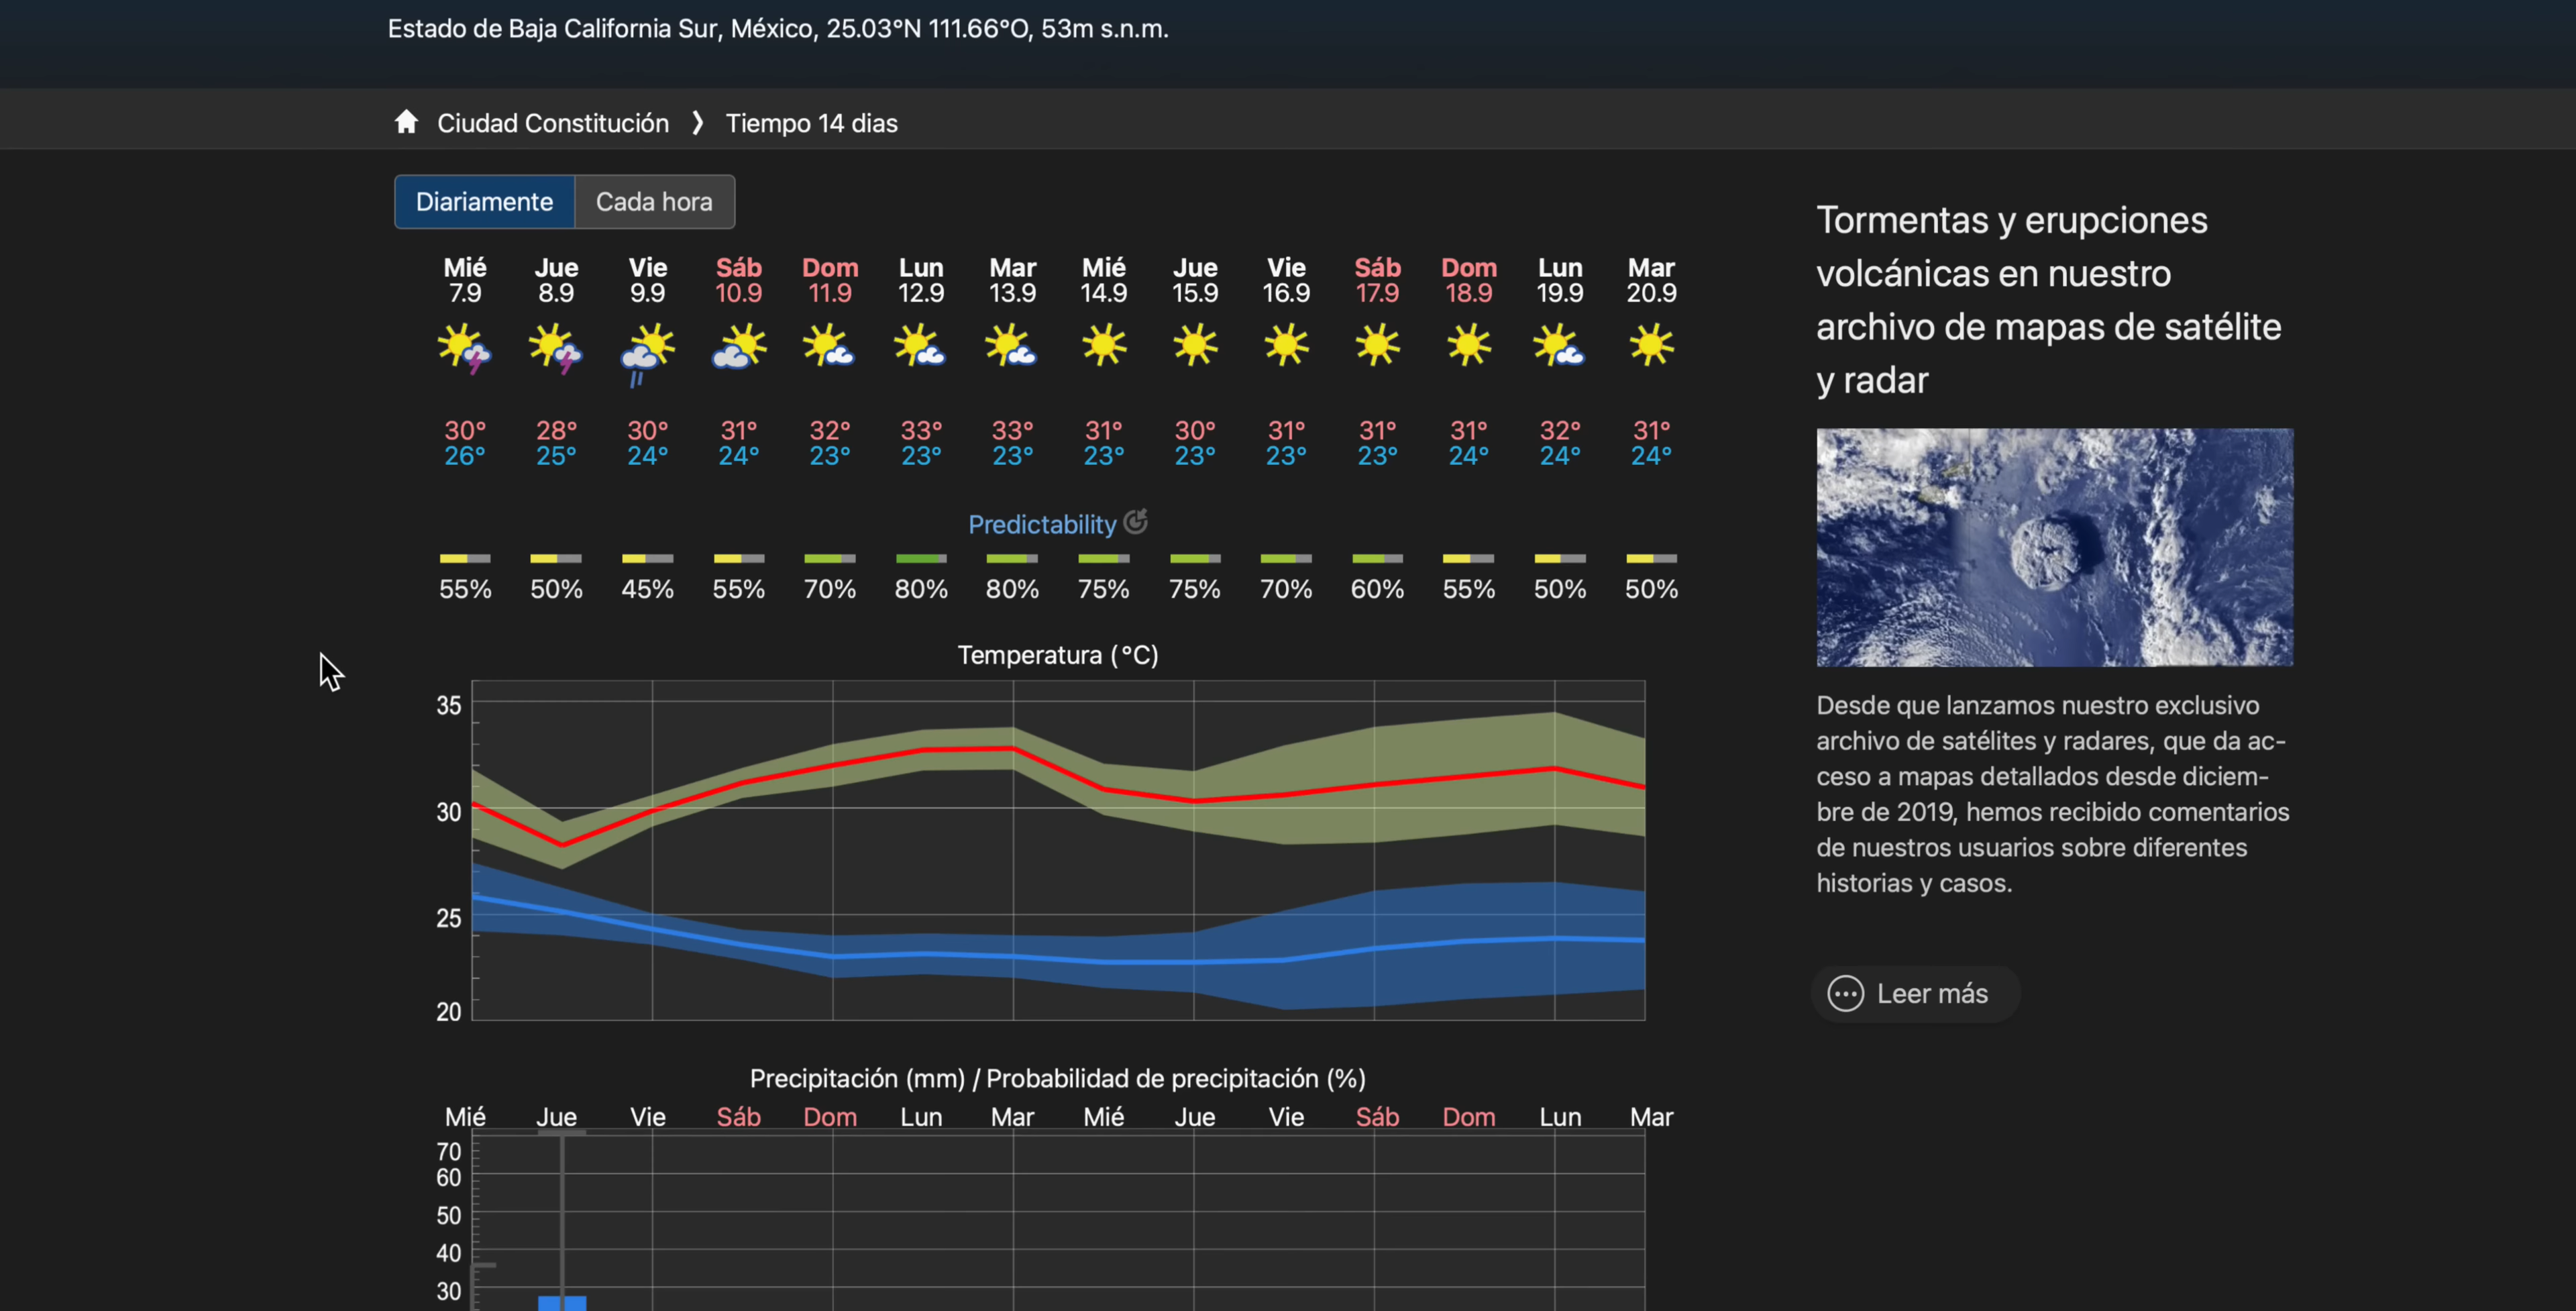 Estado de Baja California Sur, México, 25.03°N 111.66°O, 53m s.n.m.
Ciudad Constitución ❯ Tiempo 14 dias
Diariamente Cada hora
Mié Jue Vie Sáb Dom Lun Mar Mié Jue Vie Sáb Dom Lun Mar
7.9 8.9 9.9 10.9 11.9 12.9 13.9 14.9 15.9 16.9 17.9 18.9 19.9 20.9
30° 28° 30° 31° 32° 33° 33° 31° 30° 31° 31° 31° 32° 31°
26° 25° 24° 24° 23° 23° 23° 23° 23° 23° 23° 24° 24° 24°
Predictability
55% 50% 45% 55% 70% 80% 80% 75% 75% 70% 60% 55% 50% 50%
Temperatura (°C)
35
30
25
20
Precipitación (mm) / Probabilidad de precipitación (%)
Mié Jue Vie Sáb Dom Lun Mar Mié Jue Vie Sáb Dom Lun Mar
70
60
50
40
30
Tormentas y erupciones
volcánicas en nuestro
archivo de mapas de satélite
y radar
Desde que lanzamos nuestro exclusivo
archivo de satélites y radares, que da ac-
ceso a mapas detallados desde diciem-
bre de 2019, hemos recibido comentarios
de nuestros usuarios sobre diferentes
historias y casos.
Leer más